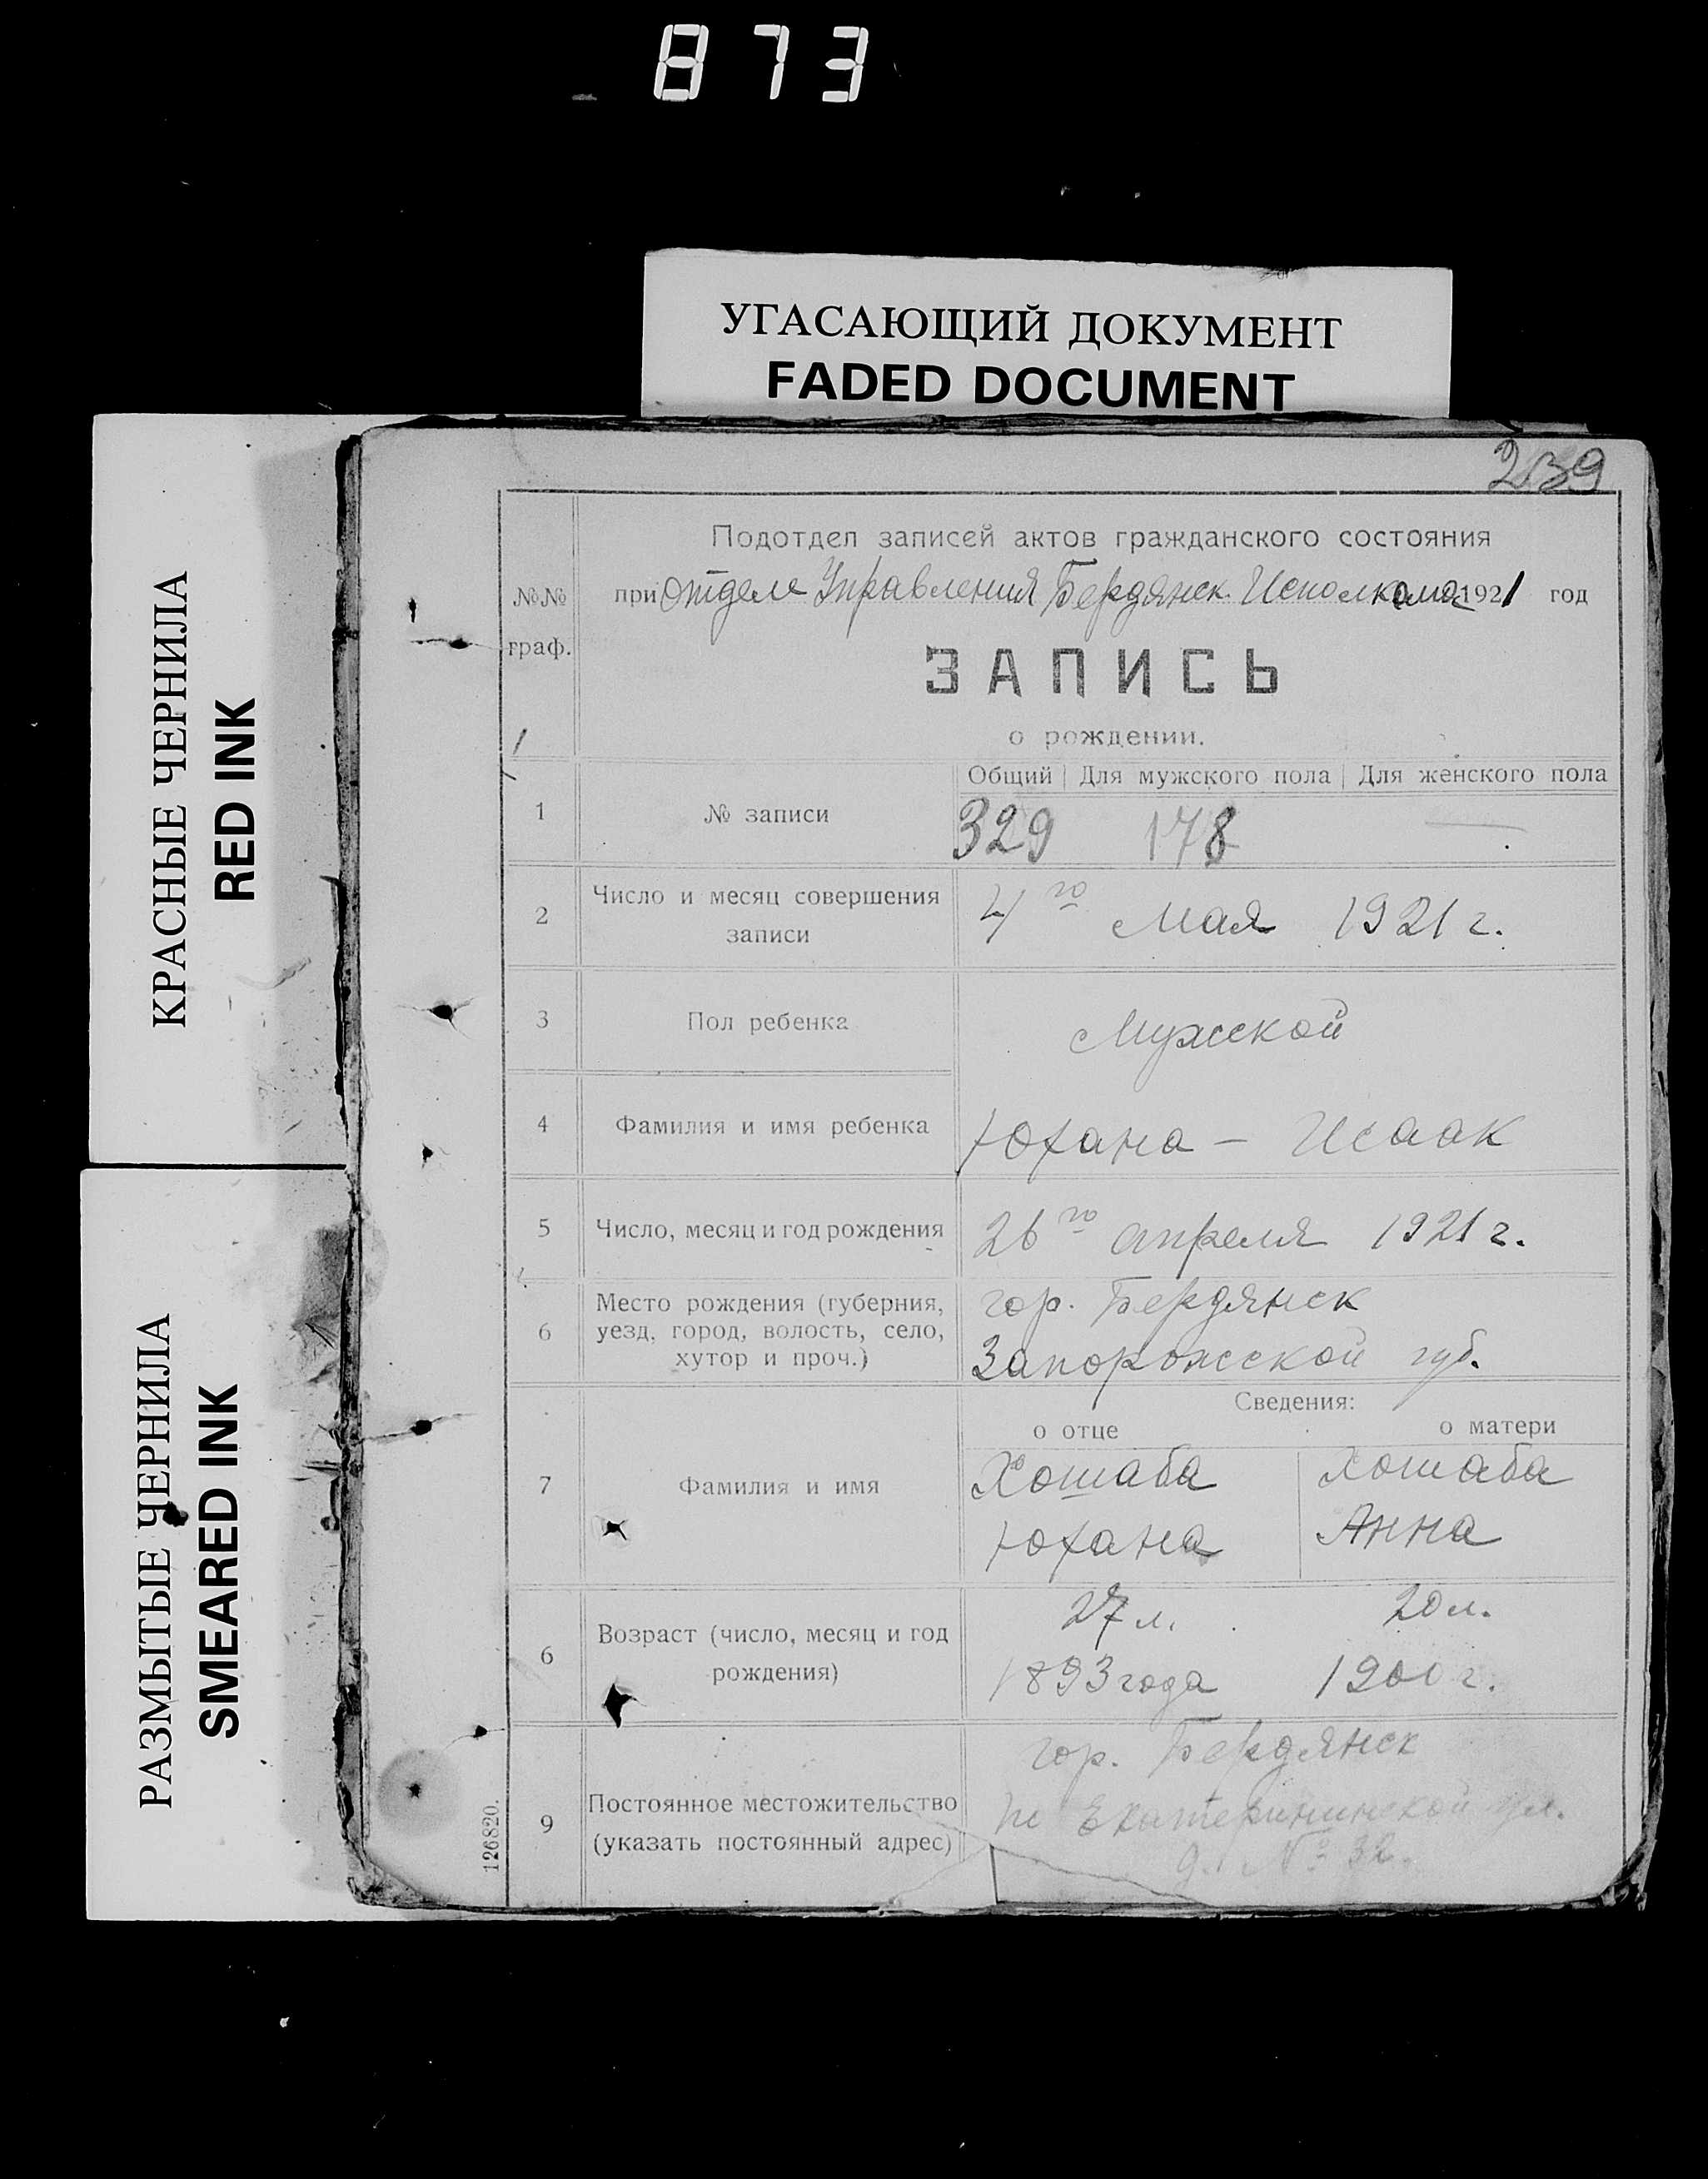 873
УГАСАЮЩИЙ ДОКУМЕНТ
FADED DOCUMENT
КРАСНЫЕ ЧЕРНИЛА
RED INK
РАЗМЫТЫЕ ЧЕРНИЛА
SMEARED INK
239
Подотдел записей актов гражданского состояния
№№ граф.
при Отделе Управления Бердянск. Исполкома 1921 год
ЗАПИСЬ
о рождении.
Общий Для мужского пола Для женского пола
1 № записи 329 178 —
2 Число и месяц совершения
записи
4го Мая 1921 г.
3 Пол ребенка Мужской
4 Фамилия и имя ребенка Юхана - Исаак
5 Число, месяц и год рождения 26го апреля 1921 г.
6 Место рождения (губерния,
уезд, город, волость, село,
хутор и проч.)
гор. Бердянск
Запорожской губ.
Сведения:
о отце о матери
7 Фамилия и имя
Хошаба Хошаба
Юхана Анна
6 Возраст (число, месяц и год
рождения)
27 л. 20 л.
1893 года 1900 г.
9 Постоянное местожительство
(указать постоянный адрес)
гор. Бердянск
по Екатерининской ул.
д. № 32.
126820.